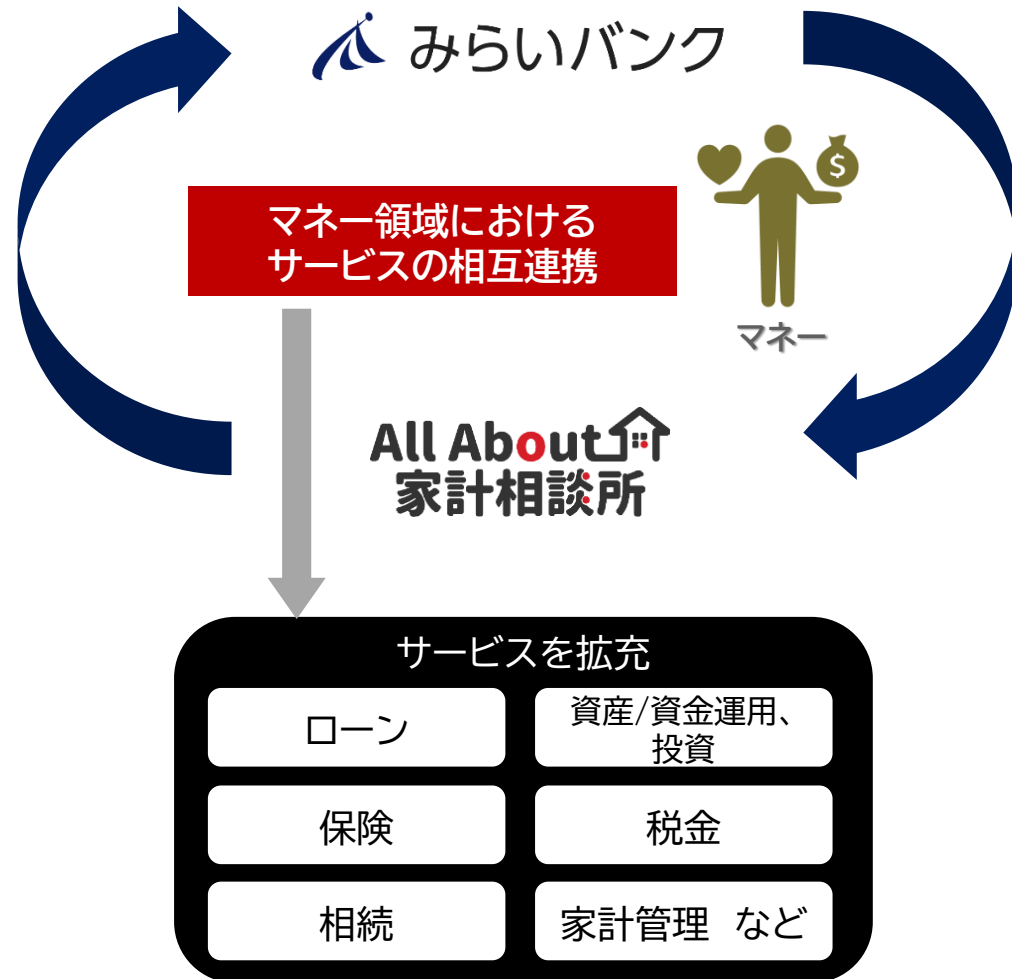 みらいバンク
$
マネー領域における
サービスの相互連携
マネー
All About
家計相談所
サービスを拡充
ローン
資産/資金運用、
投資
保険
税金
相続
家計管理 など